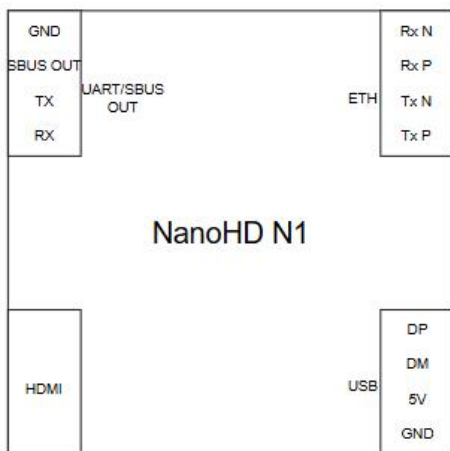 GND
SBUS OUT
TX
RX
UART/SBUS
OUT
ETH
Rx N
Rx P
Tx N
Tx P
NanoHD N1
HDMI
USB
DP
DM
5V
GND